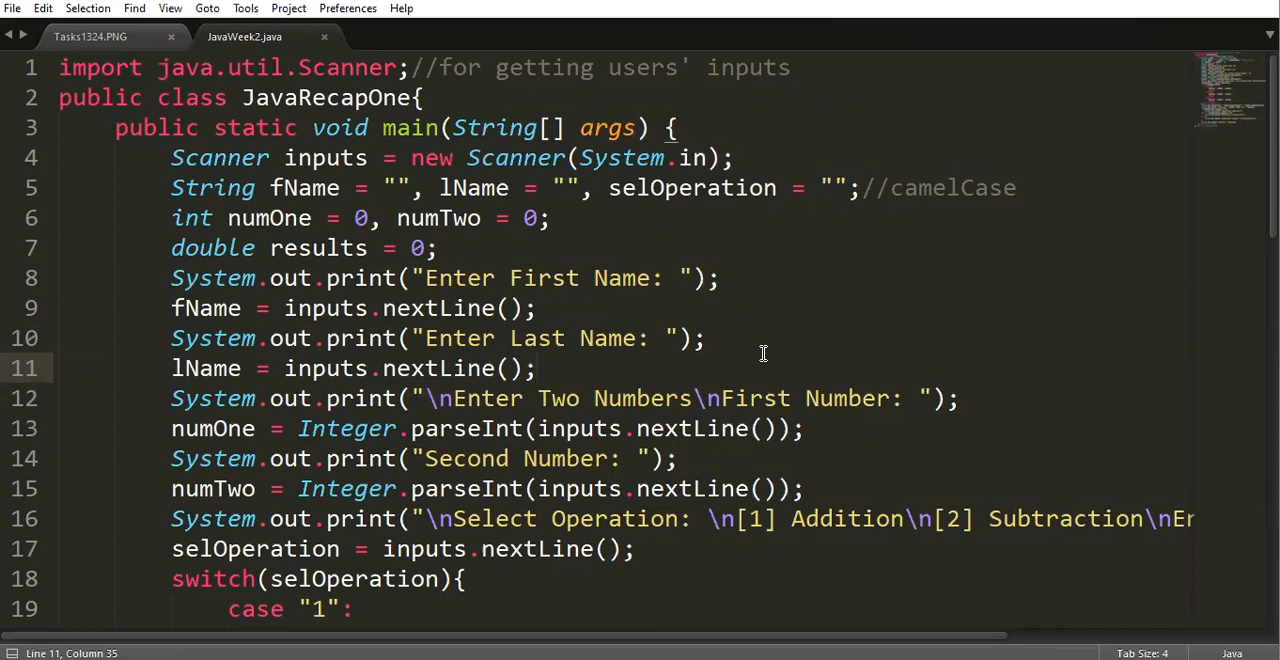 File Edit Selection Find View Goto Tools Project Preferences Help
Tasks1324.PNG × JavaWeek2.java ×
1 import java.util.Scanner;//for getting users' inputs
2 public class JavaRecapOne{
3 public static void main(String[] args) {
4 Scanner inputs = new Scanner(System.in);
5 String fName = "", lName = "", selOperation = "";//camelCase
6 int numOne = 0, numTwo = 0;
7 double results = 0;
8 System.out.print("Enter First Name: ");
9 fName = inputs.nextLine();
10 System.out.print("Enter Last Name: ");
11 lName = inputs.nextLine();
12 System.out.print("\nEnter Two Numbers\nFirst Number: ");
13 numOne = Integer.parseInt(inputs.nextLine());
14 System.out.print("Second Number: ");
15 numTwo = Integer.parseInt(inputs.nextLine());
16 System.out.print("\nSelect Operation: \n[1] Addition\n[2] Subtraction\nEn
17 selOperation = inputs.nextLine();
18 switch(selOperation){
19 case "1":
Line 11, Column 35 Tab Size: 4 Java